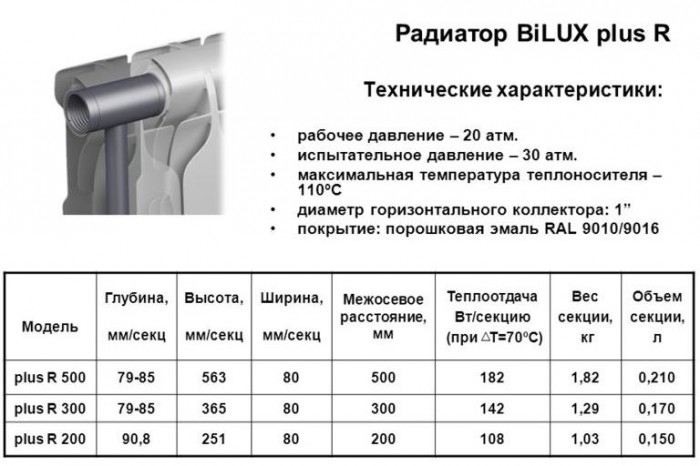 Радиатор BiLUX plus R
Технические характеристики:
• рабочее давление – 20 атм.
• испытательное давление – 30 атм.
• максимальная температура теплоносителя –
110ºС
• диаметр горизонтального коллектора: 1”
• покрытие: порошковая эмаль RAL 9010/9016
Модель | Глубина, мм/секц | Высота, мм/секц | Ширина, мм/секц | Межосевое расстояние, мм | Теплоотдача Вт/секцию (при △Т=70ºС) | Вес секции, кг | Объем секции, л
plus R 500 | 79-85 | 563 | 80 | 500 | 182 | 1,82 | 0,210
plus R 300 | 79-85 | 365 | 80 | 300 | 142 | 1,29 | 0,170
plus R 200 | 90,8 | 251 | 80 | 200 | 108 | 1,03 | 0,150